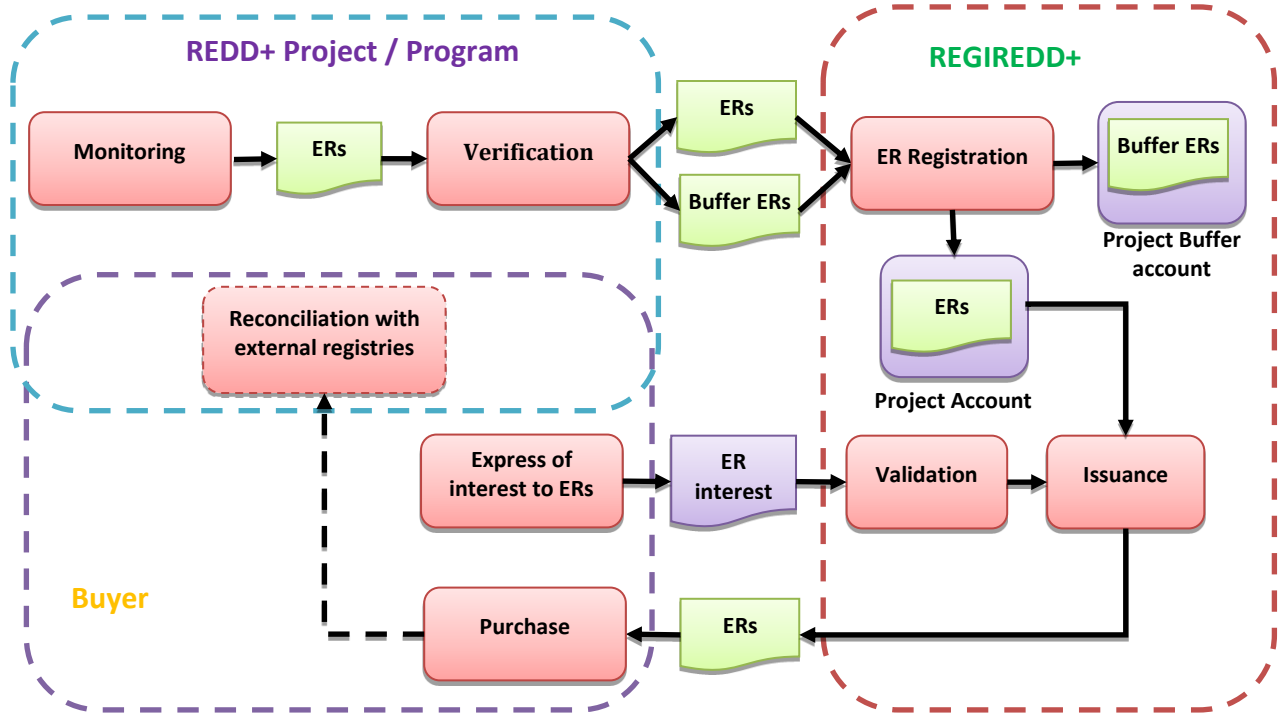 REDD+ Project / Program
REGIREDD+
Monitoring
ERs
Verification
ERs
Buffer ERs
ER Registration
Buffer ERs
Project Buffer
account
ERs
Project Account
Reconciliation with
external registries
Express of
interest to ERs
ER
interest
Validation
Issuance
Buyer
Purchase
ERs